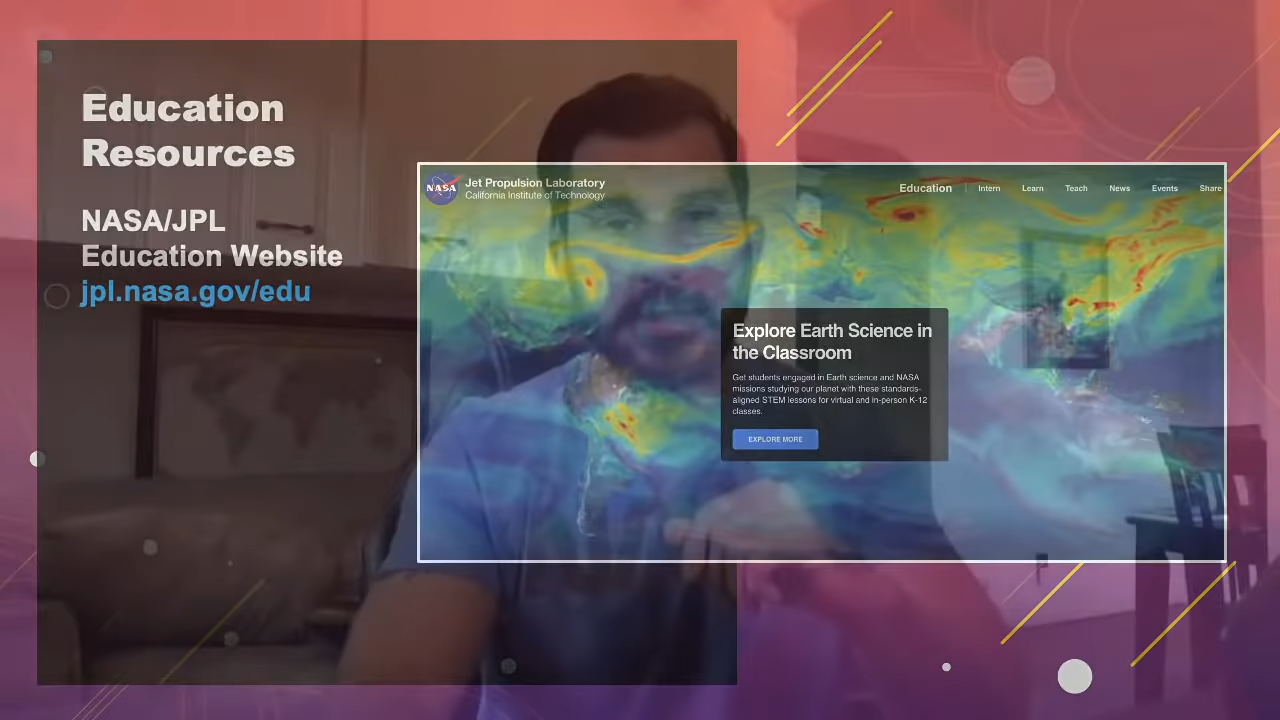 Education
Resources
NASA/JPL
Education Website
jpl.nasa.gov/edu
NASA
Jet Propulsion Laboratory
California Institute of Technology
Education
Intern
Learn
Teach
News
Events
Share
Explore Earth Science in
the Classroom
Get students engaged in Earth science and NASA
missions studying our planet with these standards-
aligned STEM lessons for virtual and in-person K-12
classes.
EXPLORE MORE